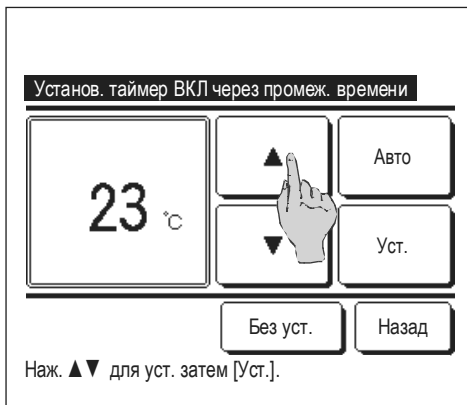 Установ. таймер ВКЛ через промеж. времени
▲
Авто
23 °C
▼
Уст.
Без уст.
Назад
Наж. ▲▼ для уст. затем [Уст.].